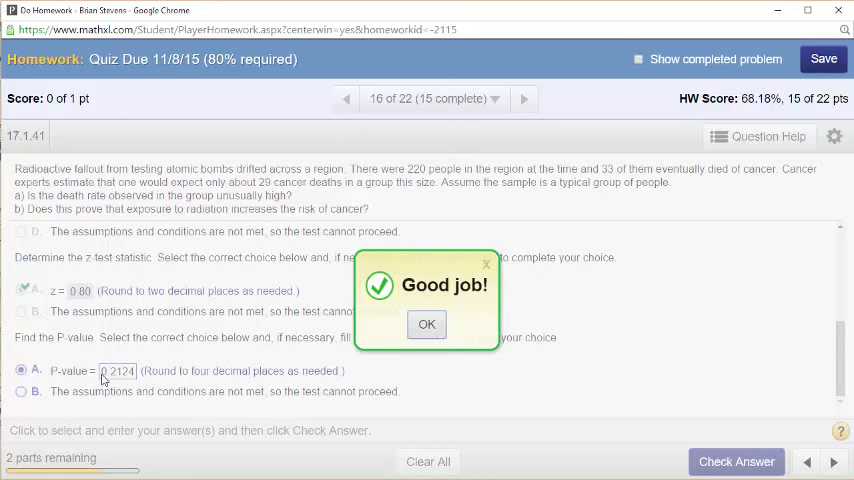 Do Homework - Brian Stevens - Google Chrome
https://www.mathxl.com/Student/PlayerHomework.aspx?centerwin=yes&homeworkid=-2115
Homework: Quiz Due 11/8/15 (80% required)
Show completed problem
Save
Score: 0 of 1 pt
16 of 22 (15 complete)
HW Score: 68.18%, 15 of 22 pts
17.1.41
Question Help
Radioactive fallout from testing atomic bombs drifted across a region. There were 220 people in the region at the time and 33 of them eventually died of cancer. Cancer
experts estimate that one would expect only about 29 cancer deaths in a group this size. Assume the sample is a typical group of people.
a) Is the death rate observed in the group unusually high?
b) Does this prove that exposure to radiation increases the risk of cancer?
D. The assumptions and conditions are not met, so the test cannot proceed.
Determine the z-test statistic. Select the correct choice below and, if ne to complete your choice.
A. z = 0.80 (Round to two decimal places as needed.)
B. The assumptions and conditions are not met, so the test cannot proceed.
Find the P-value. Select the correct choice below and, if necessary, fill your choice
A. P-value = 0.2124 (Round to four decimal places as needed.)
B. The assumptions and conditions are not met, so the test cannot proceed.
X
Good job!
OK
Click to select and enter your answer(s) and then click Check Answer.
?
2 parts remaining
Clear All
Check Answer